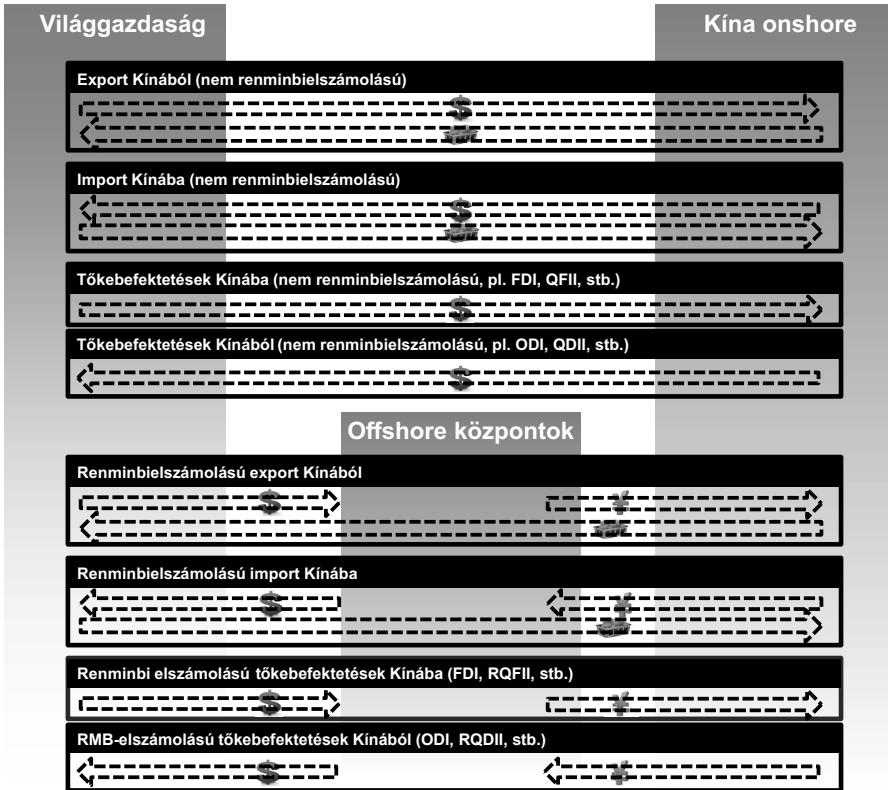 Világgazdaság
Kína onshore
Export Kínából (nem renminbielszámolású)
$
Import Kínába (nem renminbielszámolású)
$
Tőkebefektetések Kínába (nem renminbielszámolású, pl. FDI, QFII, stb.)
$
Tőkebefektetések Kínából (nem renminbielszámolású, pl. ODI, QDII, stb.)
$
Offshore központok
Renminbielszámolású export Kínából
$ ¥
Renminbielszámolású import Kínába
$ ¥
Renminbi elszámolású tőkebefektetések Kínába (FDI, RQFII, stb.)
$ ¥
RMB-elszámolású tőkebefektetések Kínából (ODI, RQDII, stb.)
$ ¥